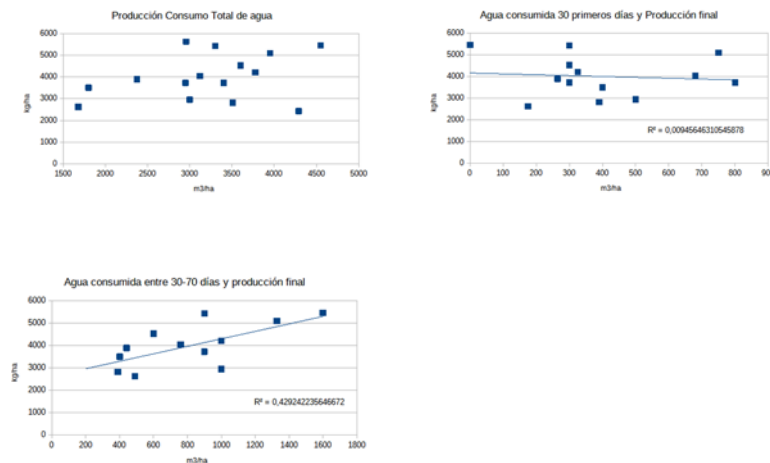 Producción Consumo Total de agua
6000
5000
4000
3000
2000
1000
0
kg/ha
1500 2000 2500 3000 3500 4000 4500 5000
m3/ha
Agua consumida 30 primeros días y Producción final
6000
5000
4000
3000
2000
1000
0
kg/ha
R² = 0,00945646310545878
0 100 200 300 400 500 600 700 800 900
m3/ha
Agua consumida entre 30-70 días y producción final
6000
5000
4000
3000
2000
1000
0
kg/ha
R² = 0,429242235646672
0 200 400 600 800 1000 1200 1400 1600 1800
m3/ha